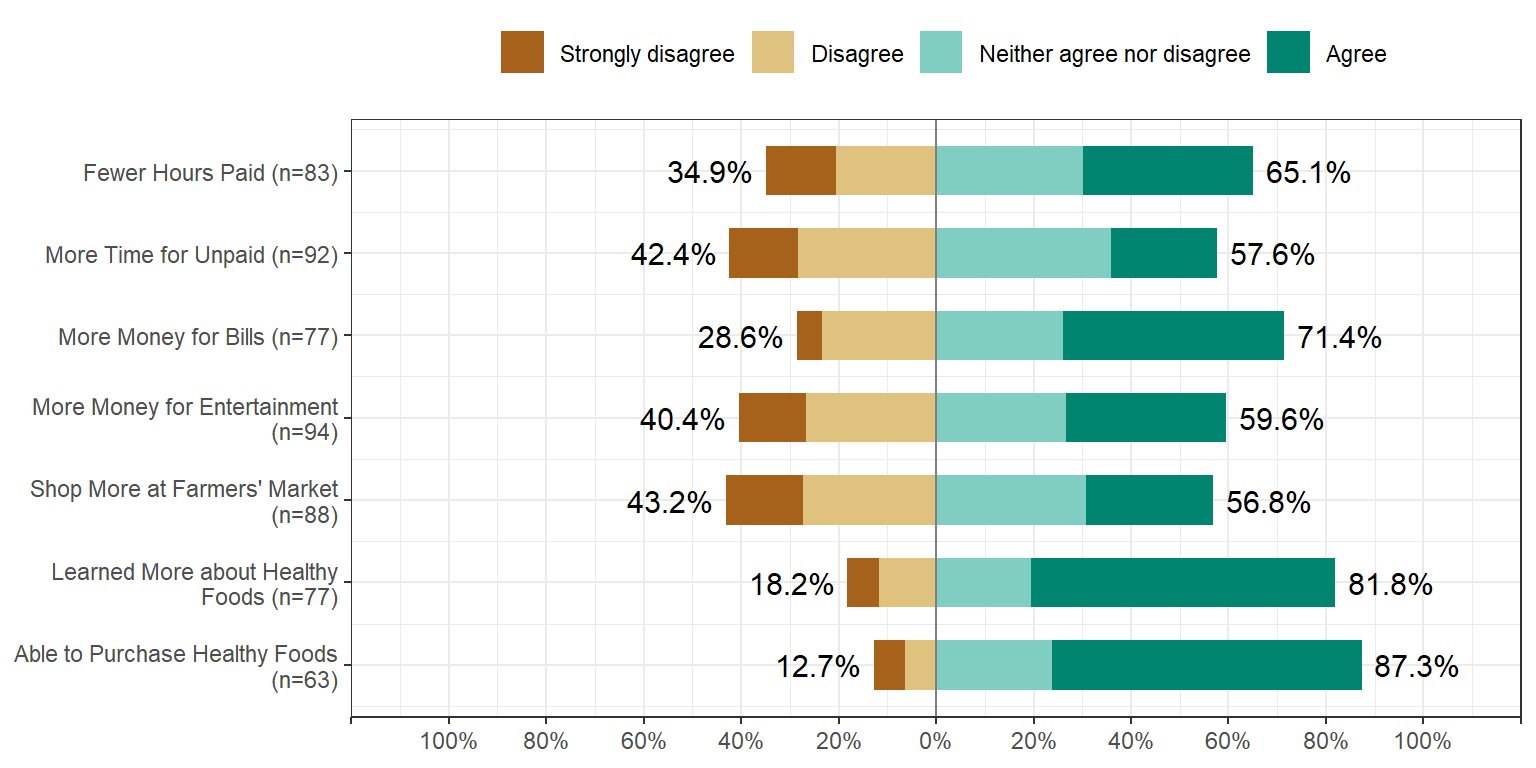 Strongly disagree Disagree Neither agree nor disagree Agree
Fewer Hours Paid (n=83) 34.9% 65.1%
More Time for Unpaid (n=92) 42.4% 57.6%
More Money for Bills (n=77) 28.6% 71.4%
More Money for Entertainment
(n=94) 40.4% 59.6%
Shop More at Farmers' Market
(n=88) 43.2% 56.8%
Learned More about Healthy
Foods (n=77) 18.2% 81.8%
Able to Purchase Healthy Foods
(n=63) 12.7% 87.3%
100% 80% 60% 40% 20% 0% 20% 40% 60% 80% 100%